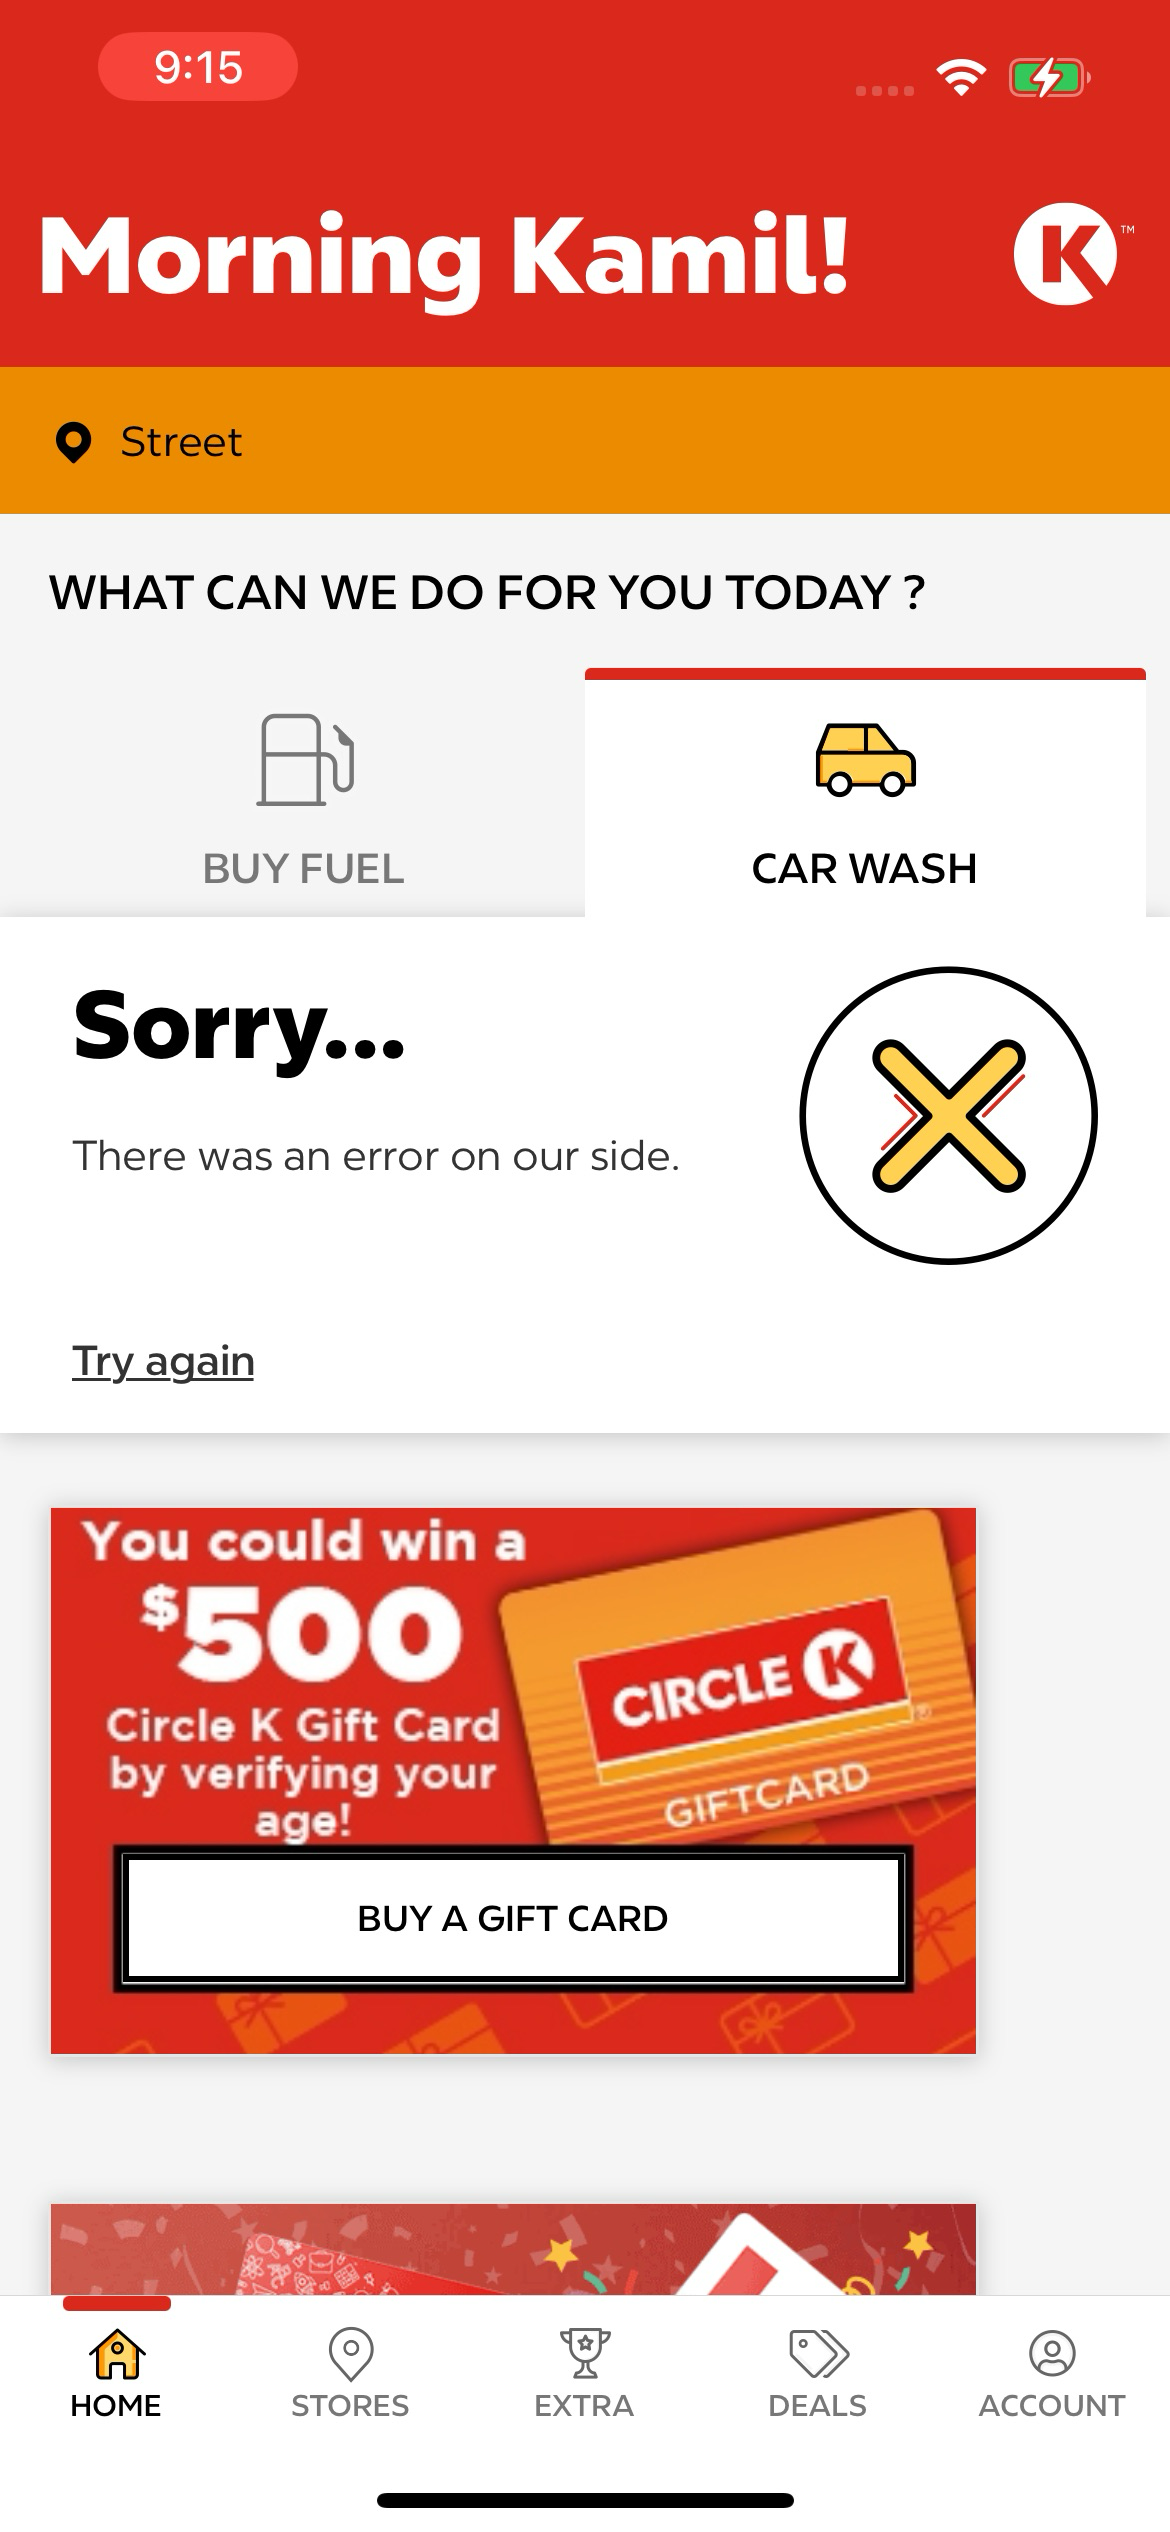 9:15
Morning Kamil!
K™
Street
WHAT CAN WE DO FOR YOU TODAY ?
BUY FUEL
CAR WASH
Sorry...
There was an error on our side.
Try again
You could win a
$500
Circle K Gift Card
by verifying your
age!
CIRCLE K®
GIFTCARD
BUY A GIFT CARD
HOME
STORES
EXTRA
DEALS
ACCOUNT